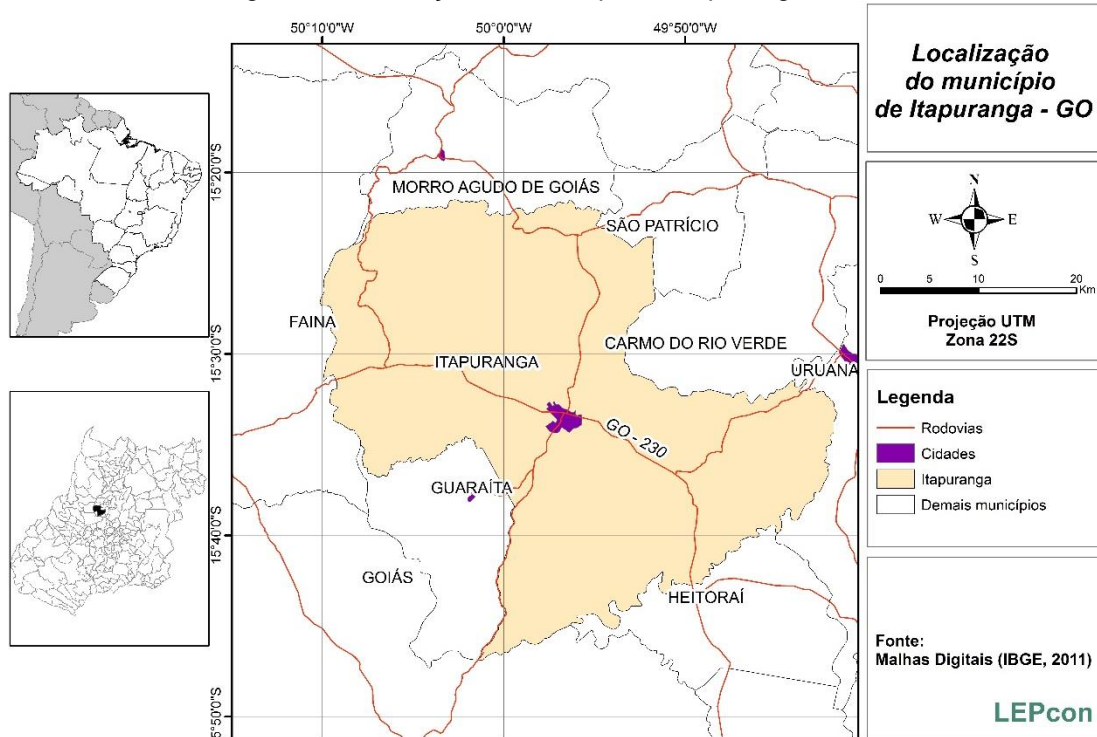 50°10'0"W
50°0'0"W
49°50'0"W
15°20'0"S
15°30'0"S
15°40'0"S
5°50'0"S
MORRO AGUDO DE GOIÁS
SÃO PATRÍCIO
FAINA
CARMO DO RIO VERDE
ITAPURANGA
URUANA
GO - 230
GUARAÍTA
GOIÁS
HEITORAÍ
Localização
do município
de Itapuranga - GO
N
W
E
S
0 5 10 20
Km
Projeção UTM
Zona 22S
Legenda
Rodovias
Cidades
Itapuranga
Demais municípios
Fonte:
Malhas Digitais (IBGE, 2011)
LEPcon